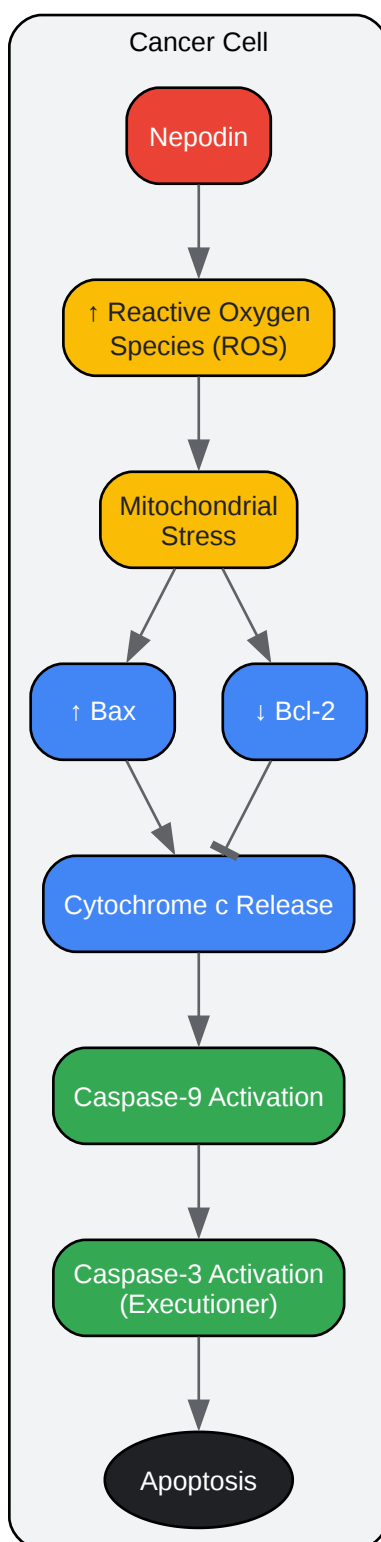 Cancer Cell
Nepodin
↑ Reactive Oxygen
Species (ROS)
Mitochondrial
Stress
↑ Bax
↓ Bcl-2
Cytochrome c Release
Caspase-9 Activation
Caspase-3 Activation
(Executioner)
Apoptosis